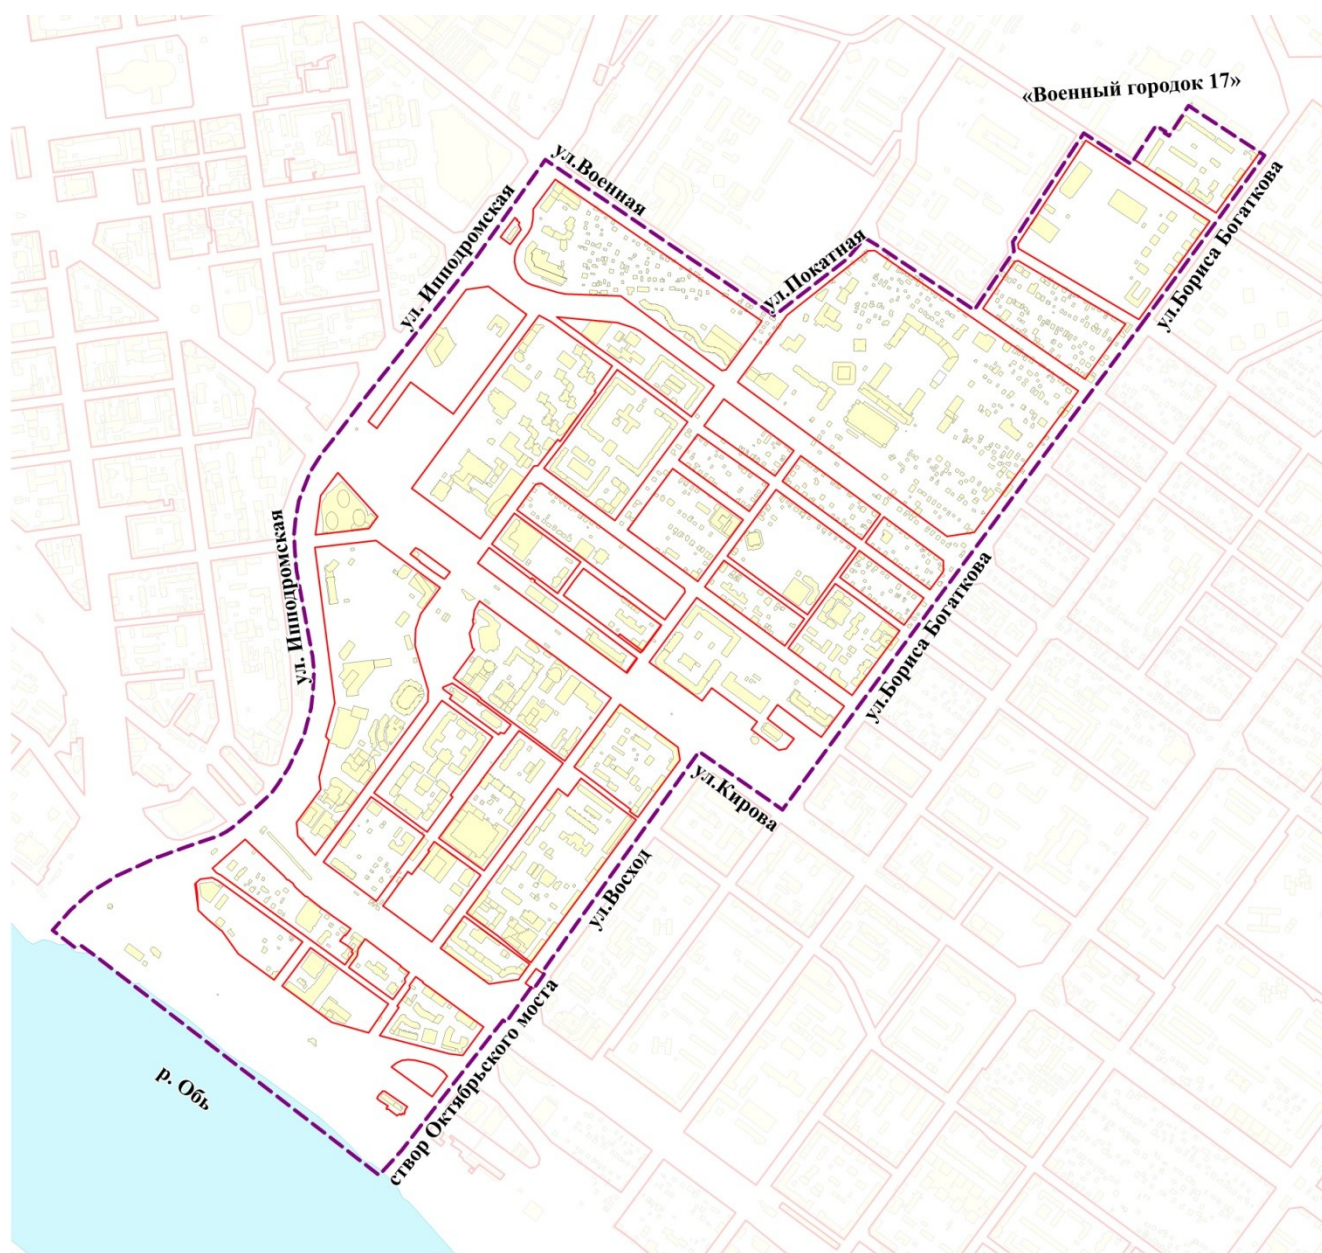 «Военный городок 17»
ул.Военная
ул. Ипподромская
ул.Покатная
ул.Бориса Богаткова
ул. Ипподромская
ул.Бориса Богаткова
ул.Кирова
ул.Восход
створ Октябрьского моста
р. Обь